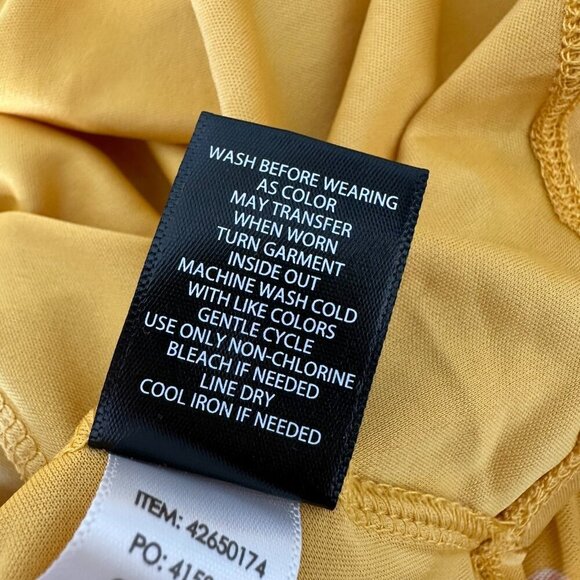 WASH BEFORE WEARING
AS COLOR
MAY TRANSFER
WHEN WORN
TURN GARMENT
INSIDE OUT
MACHINE WASH COLD
WITH LIKE COLORS
GENTLE CYCLE
USE ONLY NON-CHLORINE
BLEACH IF NEEDED
LINE DRY
COOL IRON IF NEEDED
ITEM: 42650174
PO: